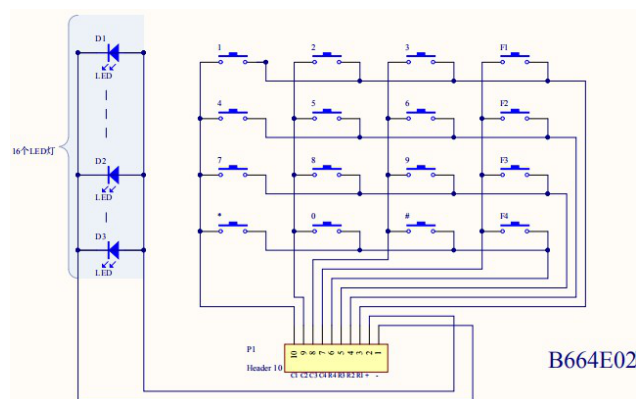 D1
LED
16个LED灯
D2
LED
D3
LED
1 2 3 F1
4 5 6 F2
7 8 9 F3
* 0 # F4
P1
Header 10
10 9 8 7 6 5 4 3 2 1
C1 C2 C3 C4 R4 R3 R2 R1 + -
B664E02